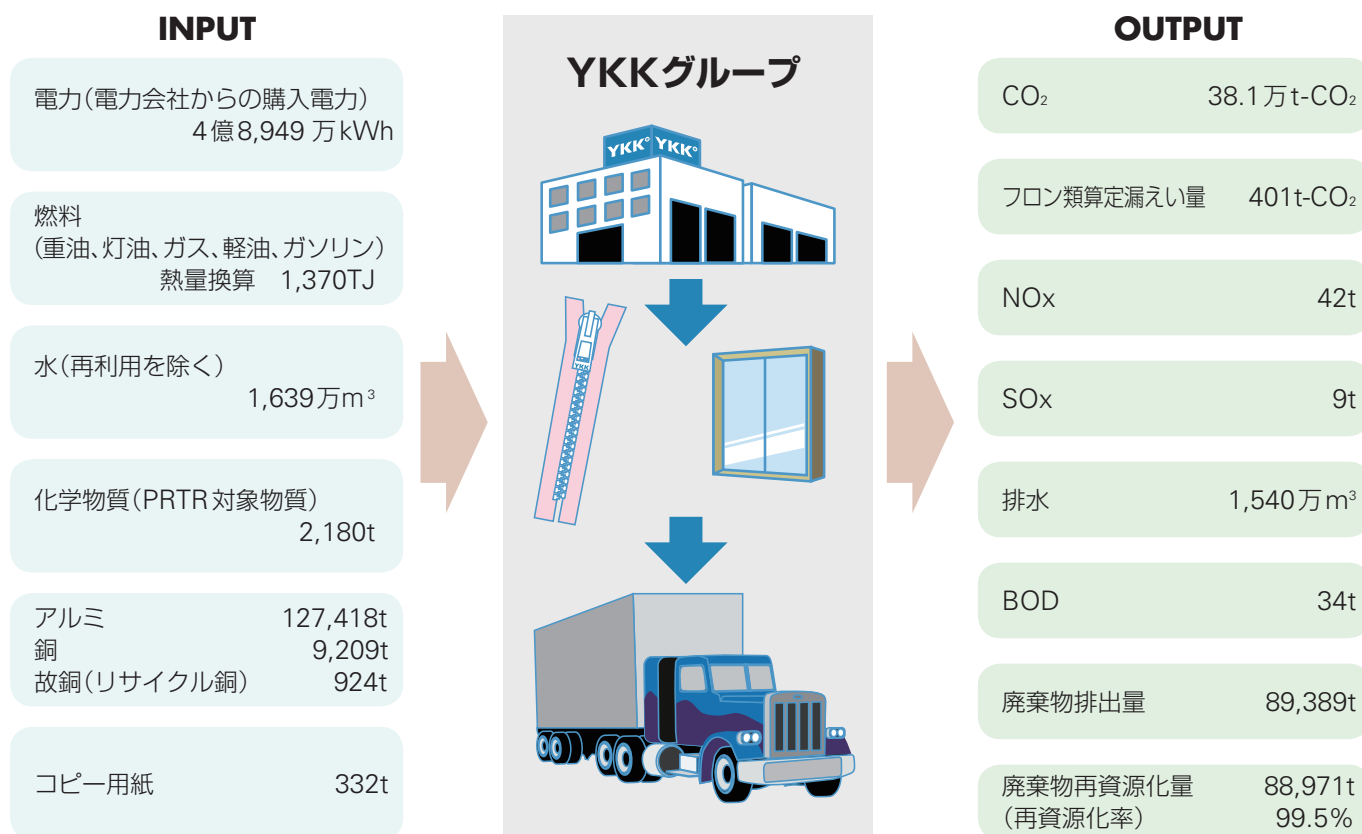 INPUT
電力(電力会社からの購入電力)
4億8,949万kWh
燃料
(重油、灯油、ガス、軽油、ガソリン)
熱量換算 1,370TJ
水(再利用を除く)
1,639万m³
化学物質(PRTR対象物質)
2,180t
アルミ 127,418t
銅 9,209t
故銅(リサイクル銅) 924t
コピー用紙 332t
YKKグループ
YKK YKK
YKK
OUTPUT
CO₂ 38.1万t-CO₂
フロン類算定漏えい量 401t-CO₂
NOx 42t
SOx 9t
排水 1,540万m³
BOD 34t
廃棄物排出量 89,389t
廃棄物再資源化量 88,971t
(再資源化率) 99.5%